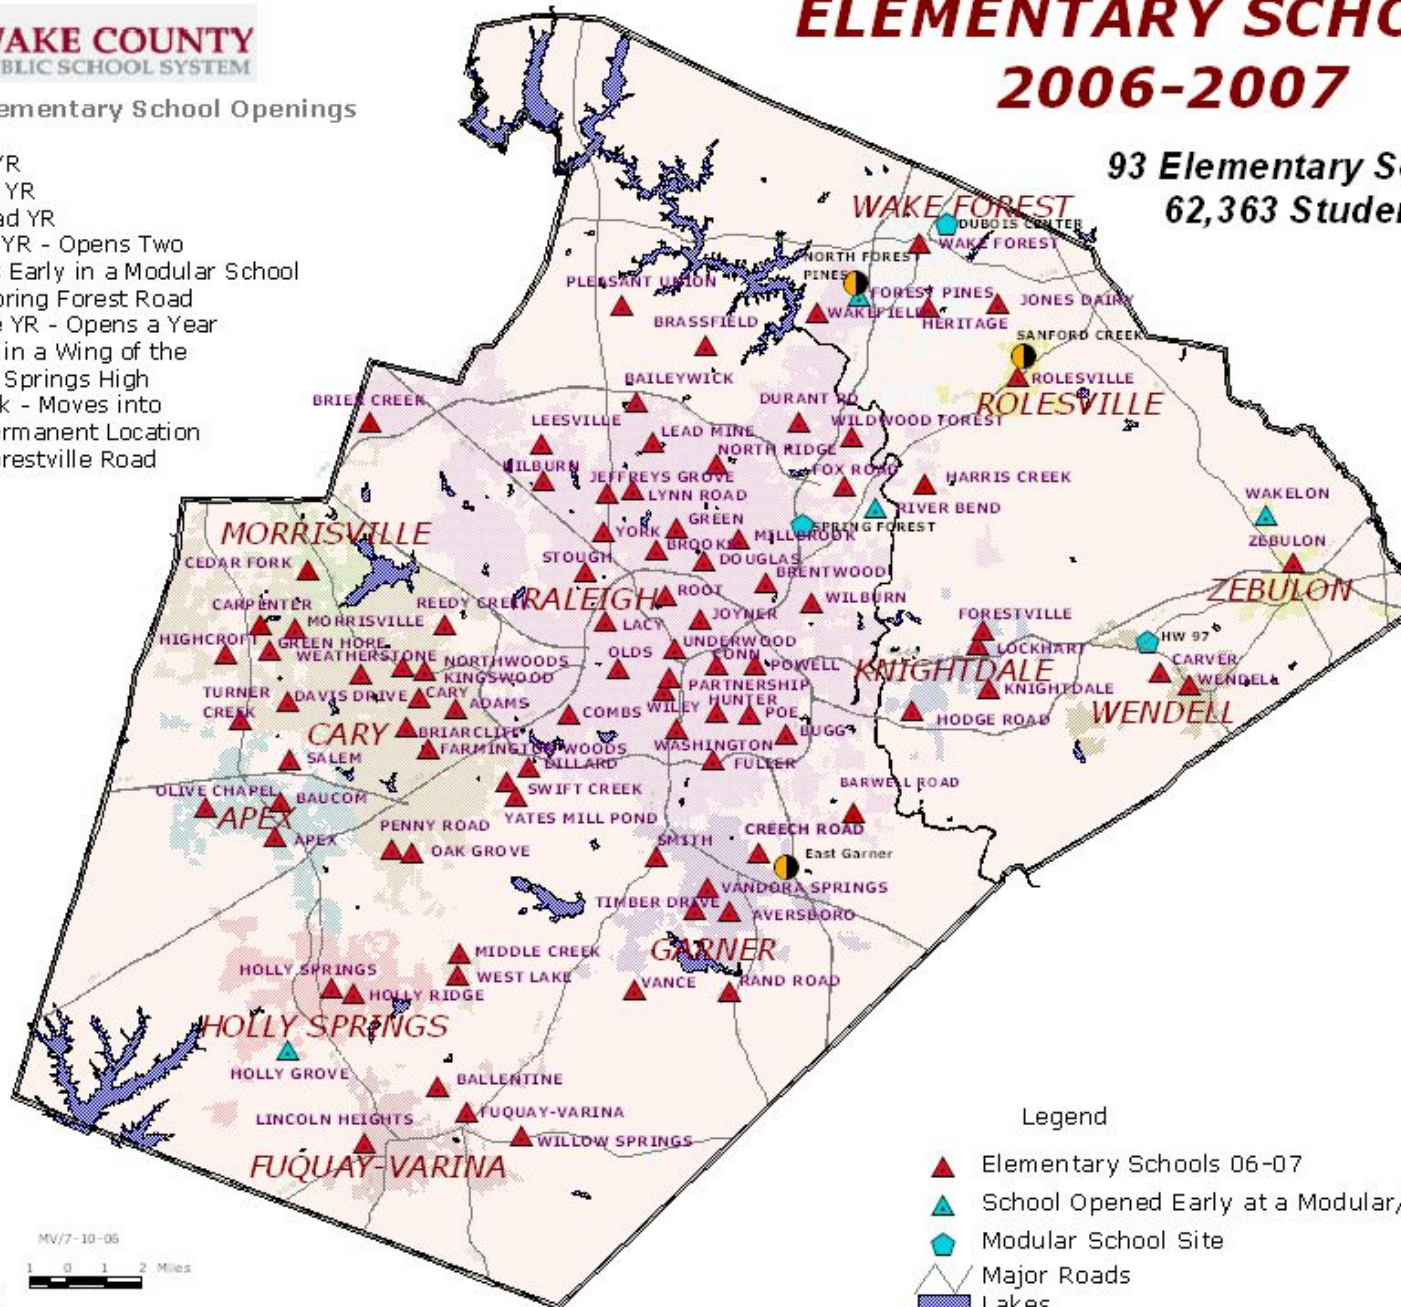 WAKE COUNTY
BLIC SCHOOL SYSTEM
ELEMENTARY SCHO
2006-2007
ementary School Openings
93 Elementary S
62,363 Studen
YR
YR
ad YR
YR - Opens Two
s Early in a Modular School
pring Forest Road
e YR - Opens a Year
in a Wing of the
Springs High
k - Moves into
ermanent Location
orestville Road
WAKE FOREST
DUBOIS CENTER
WAKE FOREST
NORTH FOREST
PINES
PLEASANT UNION
FOREST PINES
JONES DAIRY
WAKEFIELD
HERITAGE
BRASSFIELD
SANFORD CREEK
ROLESVILLE
ROLESVILLE
BAILEYWICK
BRIER CREEK
DURANT RD
LEESVILLE
WILDWOOD FOREST
LEAD MINE
NORTH RIDGE
HILBURN
JEFFREYS GROVE
FOX ROAD
HARRIS CREEK
LYNN ROAD
WAKELON
RIVER BEND
GREEN
SPRING FOREST
MORRISVILLE
YORK
MILLBROOK
BROOKS
ZEBULON
STOUGH
DOUGLAS
CEDAR FORK
BRENTWOOD
ZEBULON
ROOT
RALEIGH
WILBURN
CARPENTER
REEDY CREEK
JOYNER
FORESTVILLE
MORRISVILLE
LACY
HIGHCROFT
GREEN HOPE
UNDERWOOD
HW 97
LOCKHART
WEATHERSTONE
NORTHWOODS
OLDS
CONN
POWELL
CARVER
KNIGHTDALE
KINGSWOOD
WENDELL
PARTNERSHIP
KNIGHTDALE
TURNER
CREEK
DAVIS DRIVE
CARY
ADAMS
WILEY
HUNTER
COMBS
POE
HODGE ROAD
WENDELL
CARY
BRIARCLIFF
BUGG
FARMINGTON WOODS
WASHINGTON
SALEM
DILLARD
FULLER
OLIVE CHAPEL
BAUCOM
SWIFT CREEK
BARWELL ROAD
APEX
YATES MILL POND
PENNY ROAD
CREECH ROAD
APEX
OAK GROVE
SMITH
East Garner
VANDORA SPRINGS
TIMBER DRIVE
AVERSBORO
GARNER
MIDDLE CREEK
HOLLY SPRINGS
WEST LAKE
VANCE
RAND ROAD
HOLLY RIDGE
HOLLY SPRINGS
HOLLY GROVE
BALLENTINE
LINCOLN HEIGHTS
FUQUAY-VARINA
WILLOW SPRINGS
FUQUAY-VARINA
Legend
Elementary Schools 06-07
School Opened Early at a Modular/
Modular School Site
Major Roads
Lakes
MV/7-10-06
1 0 1 2 Miles